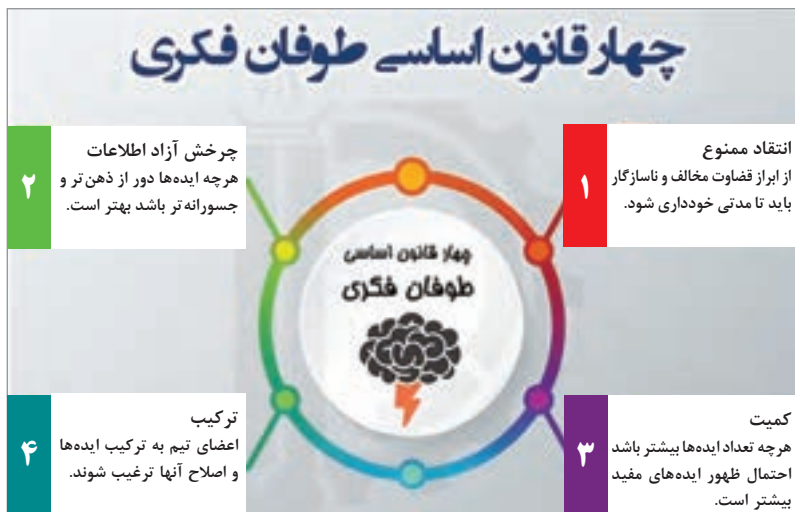 چهار قانون اساسی طوفان فکری
۱
انتقاد ممنوع
از ابراز قضاوت مخالف و ناسازگار
باید تا مدتی خودداری شود.
۲
چرخش آزاد اطلاعات
هرچه ایده‌ها دور از ذهن‌تر و
جسورانه‌تر باشد بهتر است.
چهار قانون اساسی
طوفان فکری
۳
کمیت
هرچه تعداد ایده‌ها بیشتر باشد
احتمال ظهور ایده‌های مفید
بیشتر است.
۴
ترکیب
اعضای تیم به ترکیب ایده‌ها
و اصلاح آنها ترغیب شوند.